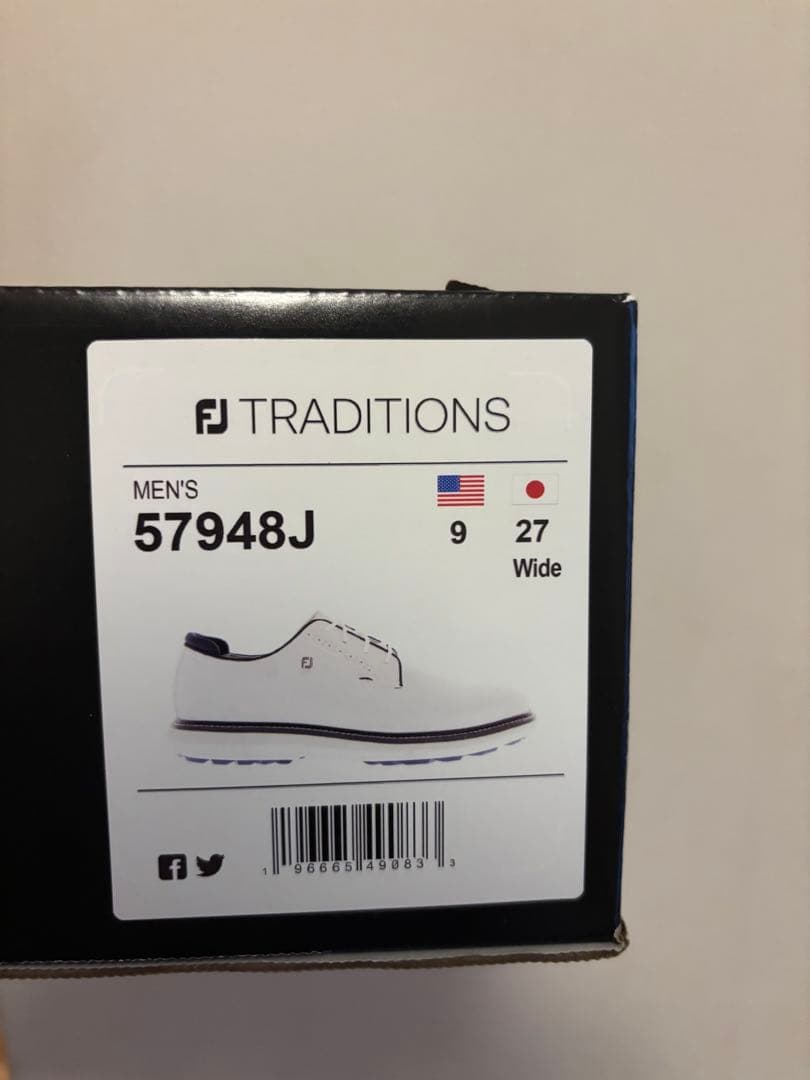 FJ TRADITIONS
MEN'S
57948J
9 27
Wide
FJ
1 96665 49083 3